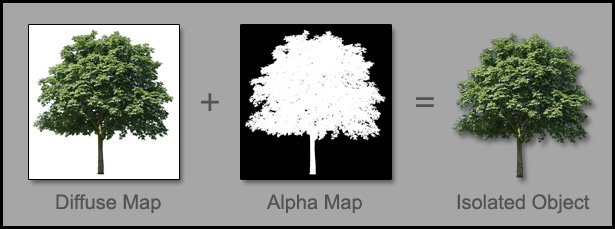 +
=
Diffuse Map
Alpha Map
Isolated Object